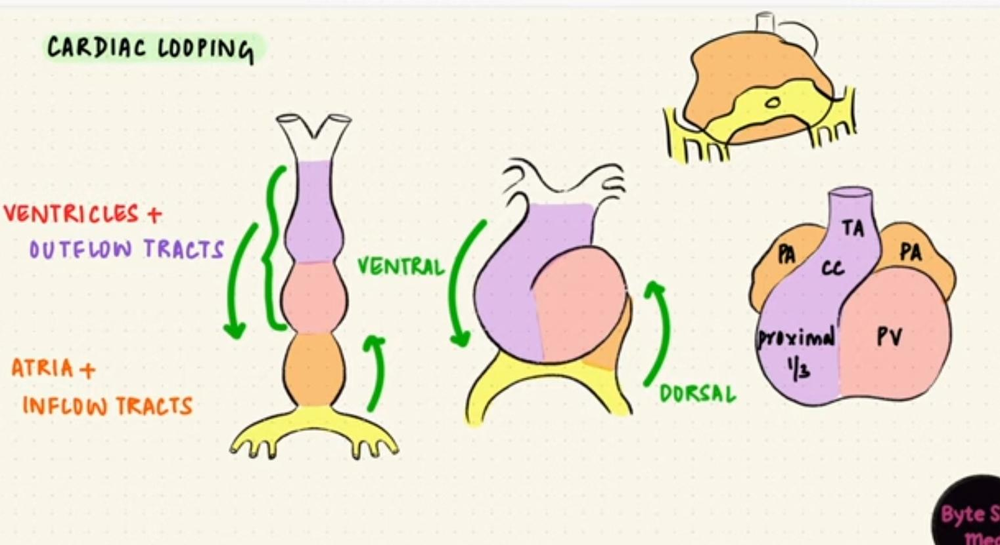 CARDIAC LOOPING
VENTRICLES +
OUTFLOW TRACTS
ATRIA +
INFLOW TRACTS
VENTRAL
DORSAL
TA
PA
PA
CC
proximal
1/3
PV
Byte S
Med